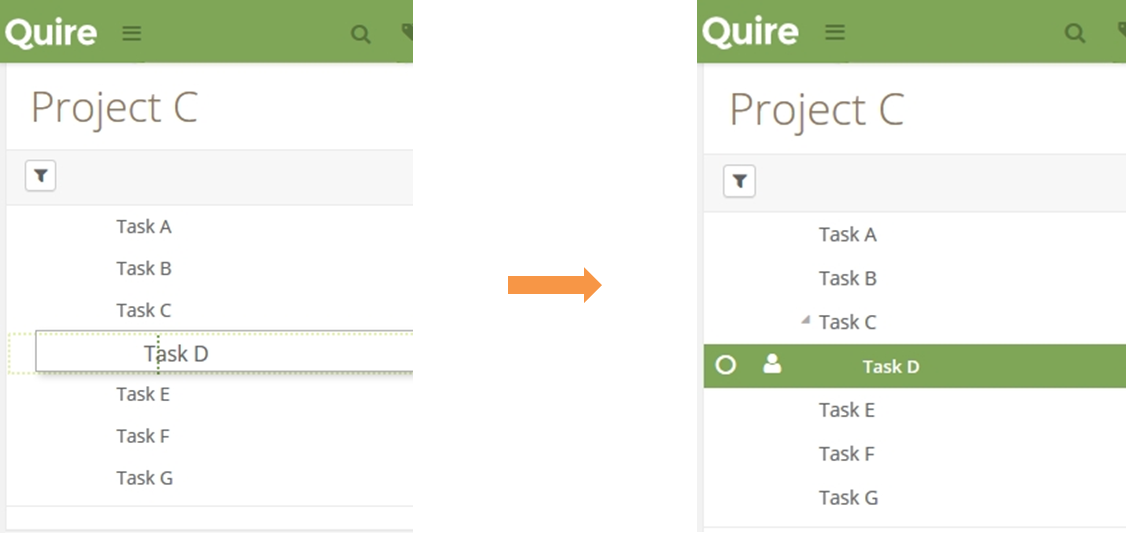 Quire
Project C
Task A
Task B
Task C
Task D
Task E
Task F
Task G
Quire
Project C
Task A
Task B
Task C
Task D
Task E
Task F
Task G